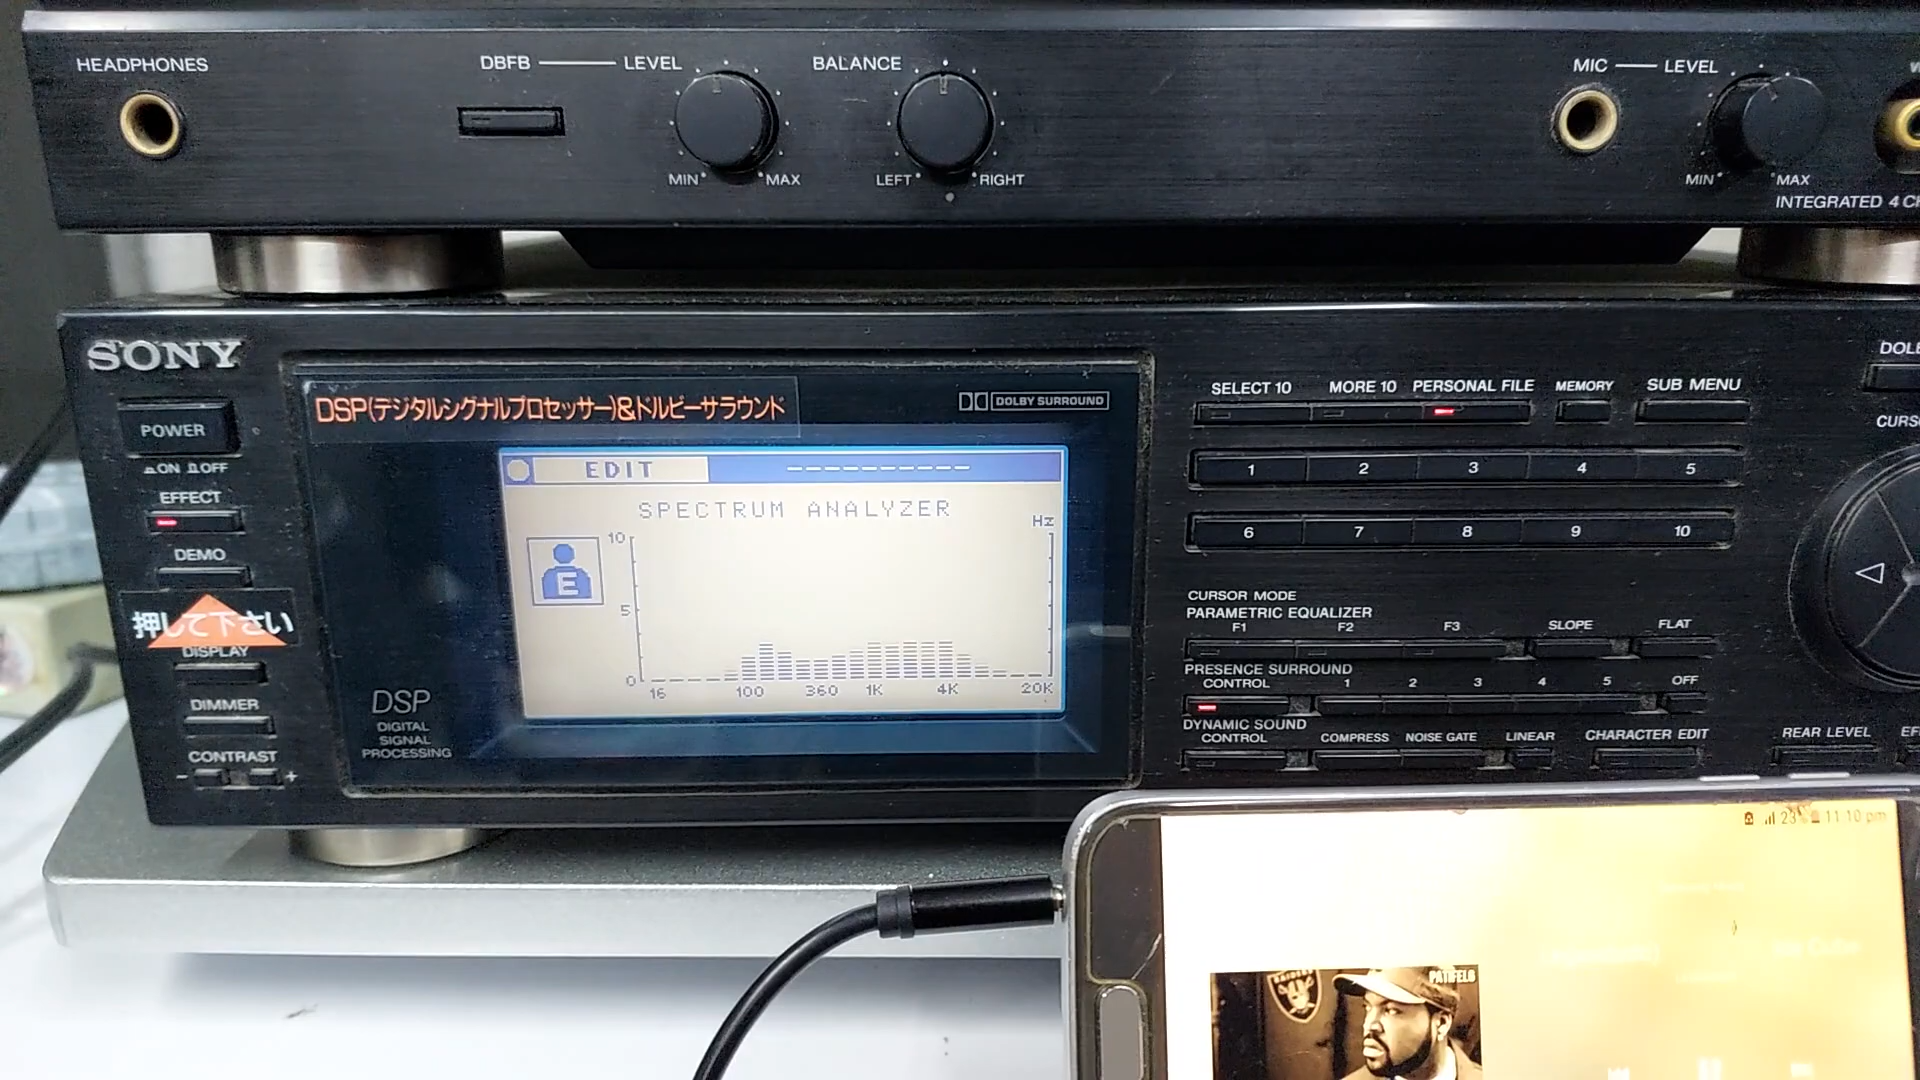 HEADPHONES
DBFB
LEVEL
BALANCE
MIC
LEVEL
MIN
MAX
LEFT
RIGHT
MIN
MAX
INTEGRATED 4
SONY
DSP(デジタルシグナルプロセッサー)&ドルビーサラウンド
DOLBY SURROUND
SELECT 10
MORE 10
PERSONAL FILE
MEMORY
SUB MENU
POWER
ON
OFF
EFFECT
DEMO
押して下さい
DISPLAY
DIMMER
CONTRAST
- +
DSP
DIGITAL
SIGNAL
PROCESSING
EDIT ----------
SPECTRUM ANALYZER
Hz
10
E
5
0
16 100 360 1K 4K 20K
1 2 3 4 5
6 7 8 9 10
CURSOR MODE
PARAMETRIC EQUALIZER
F1 F2 F3 SLOPE FLAT
PRESENCE SURROUND
CONTROL 1 2 3 4 5 OFF
DYNAMIC SOUND
CONTROL COMPRESS NOISE GATE LINEAR CHARACTER EDIT
REAR LEVEL
11:10 pm
RAIDERS
PATIFELO